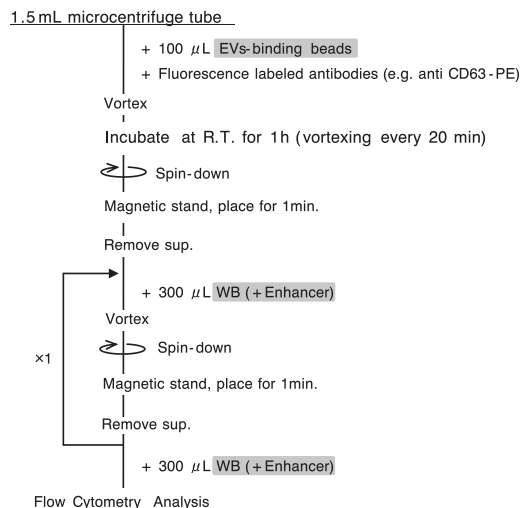 1.5 mL microcentrifuge tube
+ 100 μL EVs-binding beads
+ Fluorescence labeled antibodies (e.g. anti CD63-PE)
Vortex
Incubate at R.T. for 1h (vortexing every 20 min)
Spin-down
Magnetic stand, place for 1min.
Remove sup.
+ 300 μL WB (+Enhancer)
Vortex
Spin-down
×1
Magnetic stand, place for 1min.
Remove sup.
+ 300 μL WB (+Enhancer)
Flow Cytometry Analysis